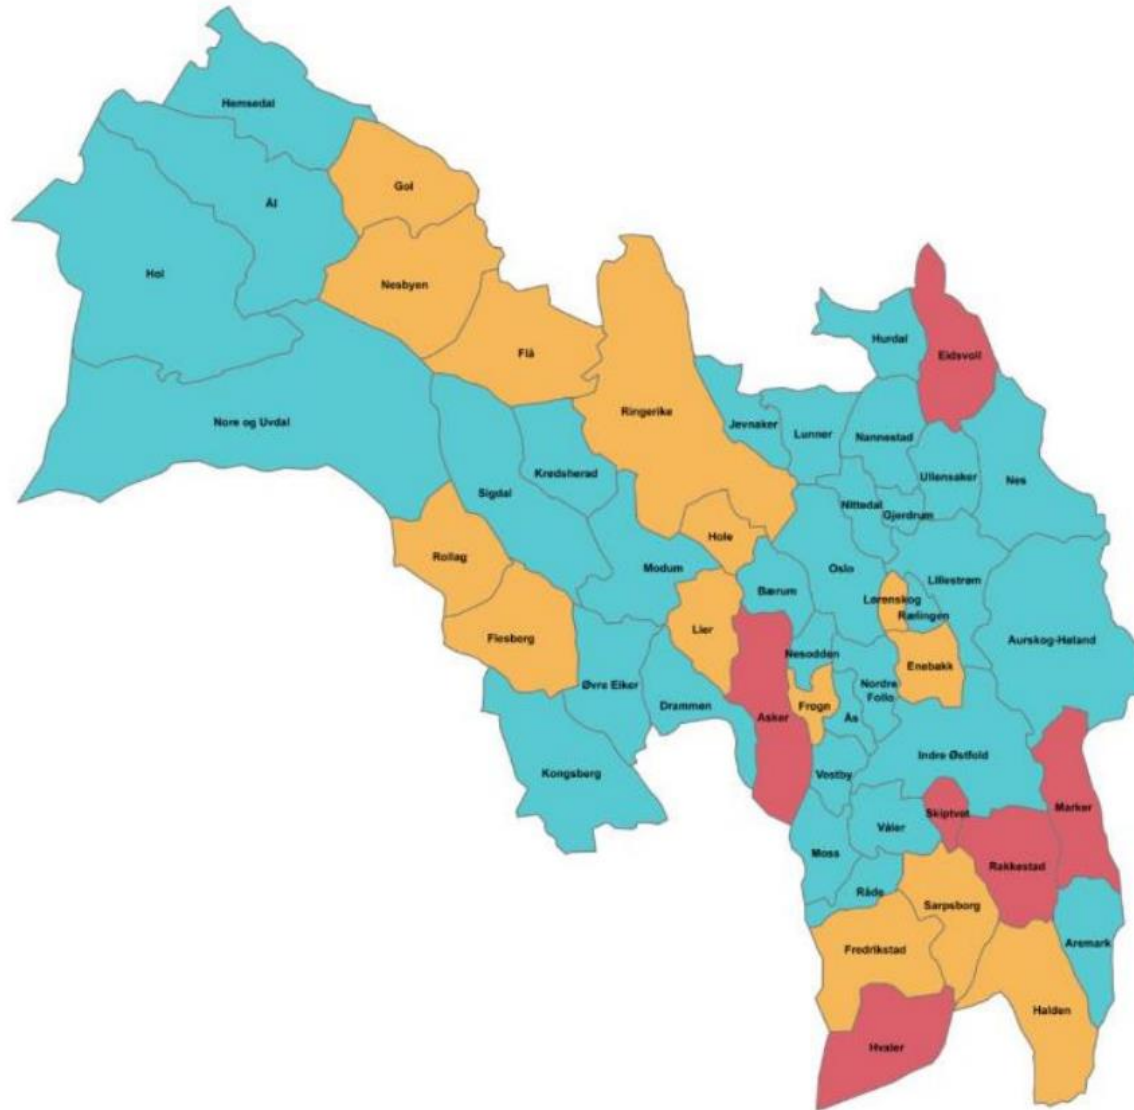 Hemsedal
Gol
Ål
Hol
Nesbyen
Flå
Hurdal
Eidsvoll
Ringerike
Nore og Uvdal
Jevnaker
Lunner
Nannestad
Kredsherad
Ullensaker
Nes
Sigdal
Nittedal
Gjerdrum
Hole
Rollag
Modum
Oslo
Lillestrøm
Bærum
Lørenskog
Rælingen
Lier
Flesberg
Aurskog-Høland
Nesodden
Enebakk
Øvre Eiker
Nordre
Follo
Drammen
Frogn
Asker
Ås
Indre Østfold
Kongsberg
Vestby
Marker
Skiptvet
Våler
Moss
Rakkestad
Råde
Sarpsborg
Aremark
Fredrikstad
Halden
Hvaler